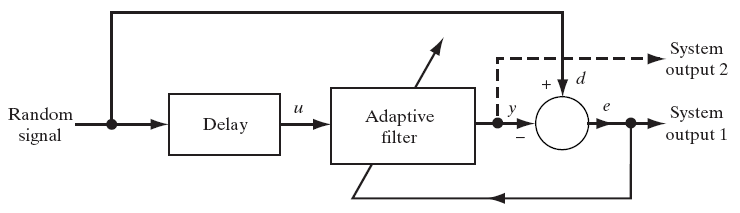 Random
signal
Delay
u
Adaptive
filter
y
−
+
d
e
System
output 2
System
output 1